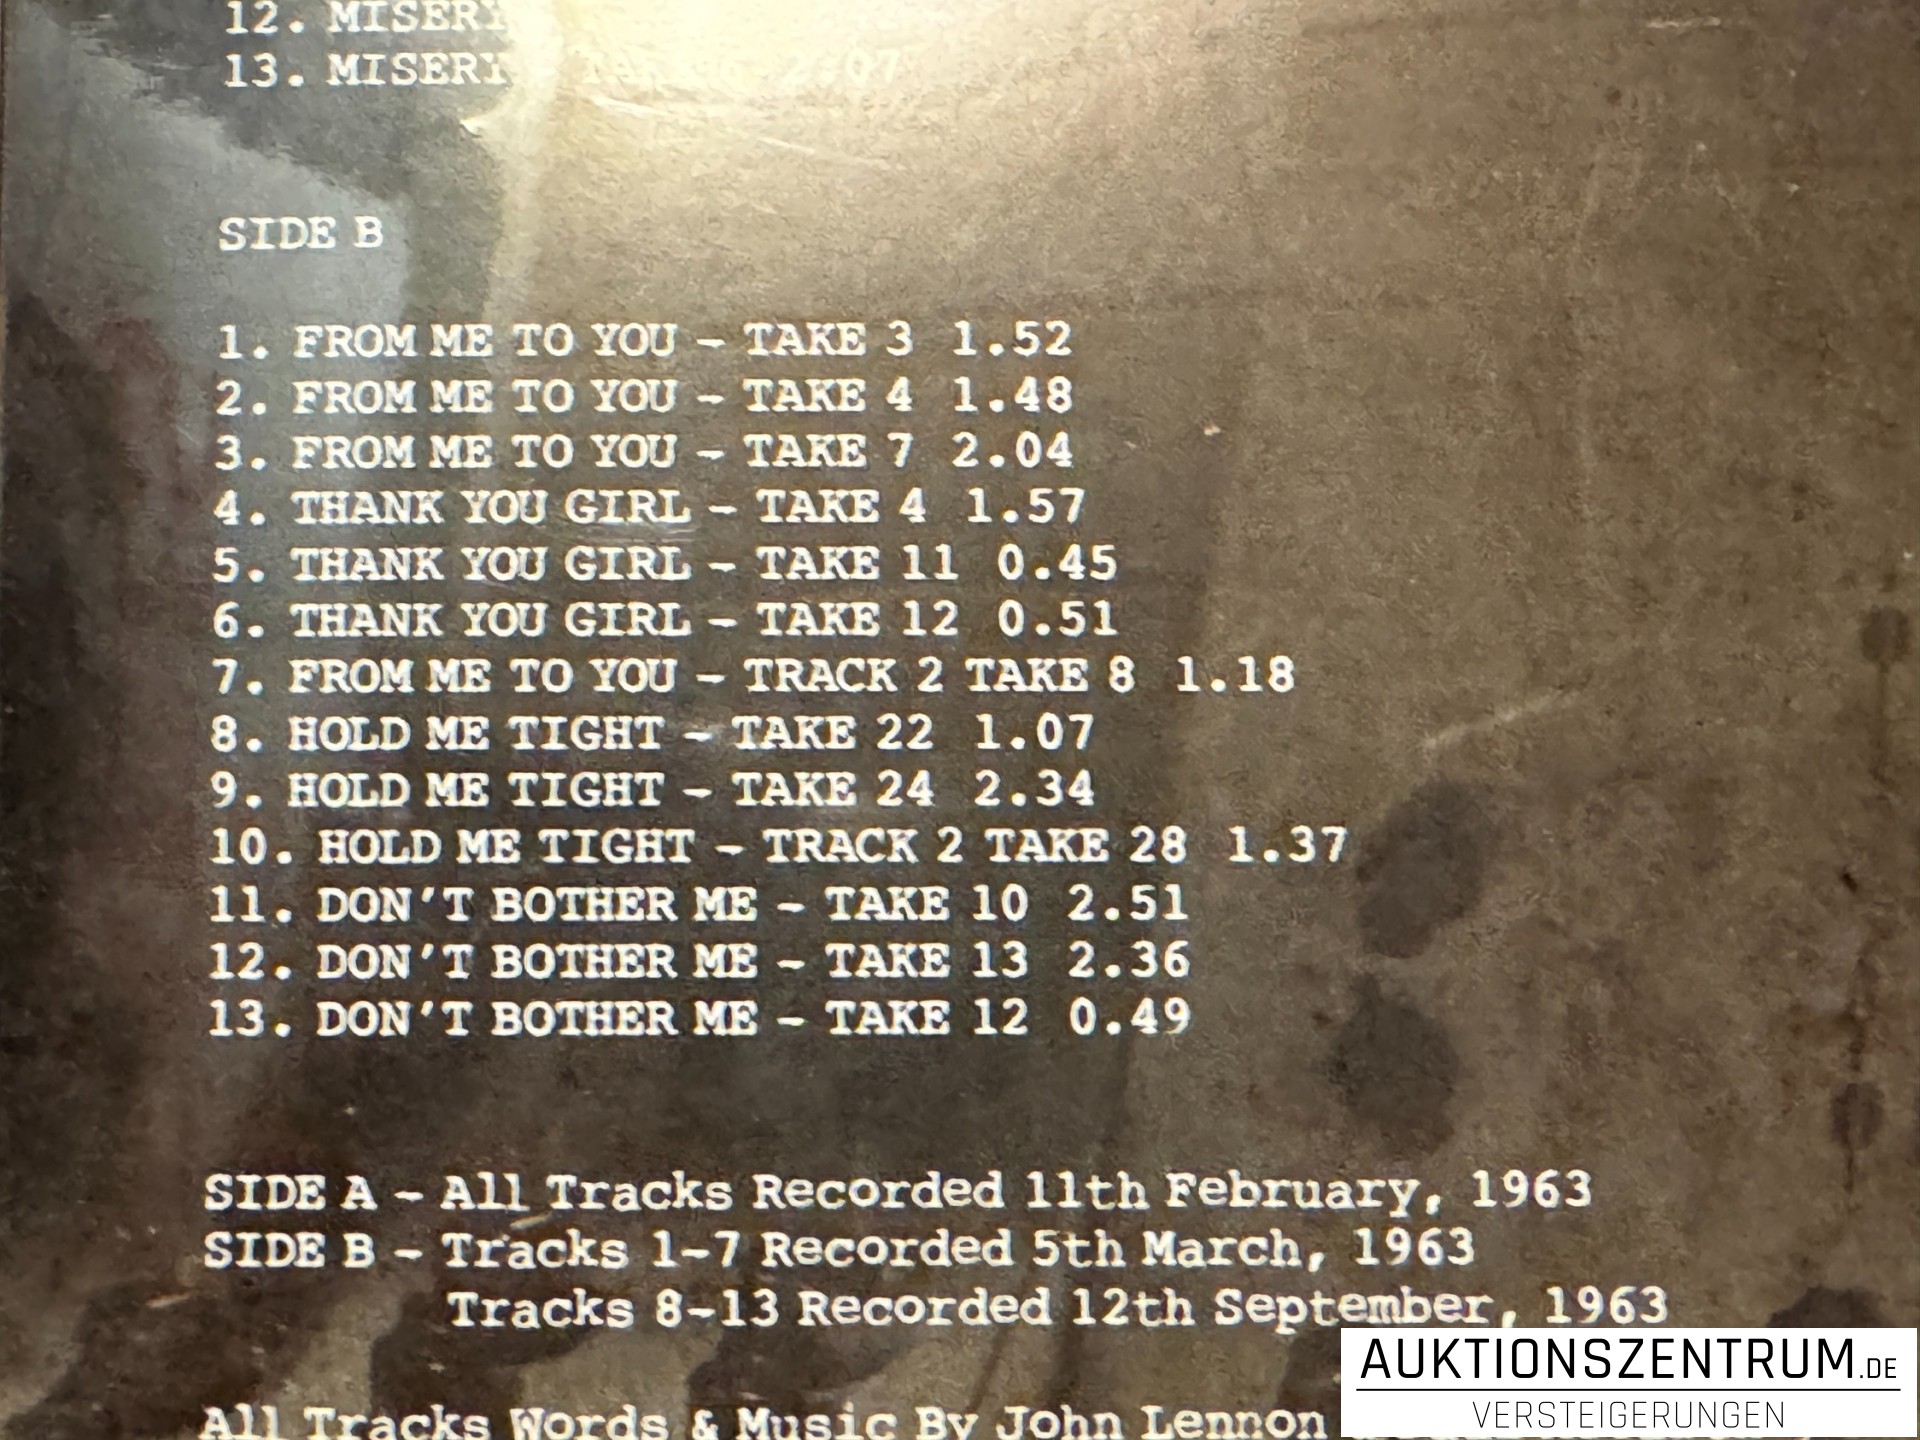 12. MISERY
13. MISERY - TAKE 2.07
SIDE B
1. FROM ME TO YOU - TAKE 3 1.52
2. FROM ME TO YOU - TAKE 4 1.48
3. FROM ME TO YOU - TAKE 7 2.04
4. THANK YOU GIRL - TAKE 4 1.57
5. THANK YOU GIRL - TAKE 11 0.45
6. THANK YOU GIRL - TAKE 12 0.51
7. FROM ME TO YOU - TRACK 2 TAKE 8 1.18
8. HOLD ME TIGHT - TAKE 22 1.07
9. HOLD ME TIGHT - TAKE 24 2.34
10. HOLD ME TIGHT - TRACK 2 TAKE 28 1.37
11. DON'T BOTHER ME - TAKE 10 2.51
12. DON'T BOTHER ME - TAKE 13 2.36
13. DON'T BOTHER ME - TAKE 12 0.49
SIDE A - All Tracks Recorded 11th February, 1963
SIDE B - Tracks 1-7 Recorded 5th March, 1963
Tracks 8-13 Recorded 12th September, 1963
All Tracks Words & Music By John Lennon
AUKTIONSZENTRUM.DE
VERSTEIGERUNGEN